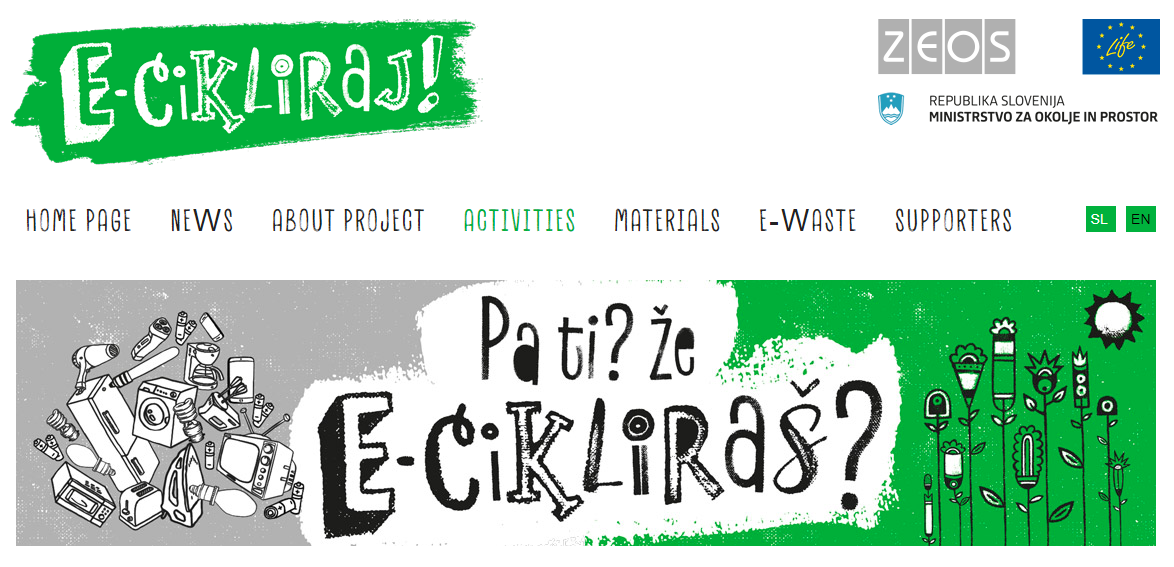 E-CIKLIRAJ!
ZEOS
Life
REPUBLIKA SLOVENIJA
MINISTRSTVO ZA OKOLJE IN PROSTOR
HOME PAGE NEWS ABOUT PROJECT ACTIVITIES MATERIALS E-WASTE SUPPORTERS SL EN
Pa ti? Že
E-CIKLIRAŠ?